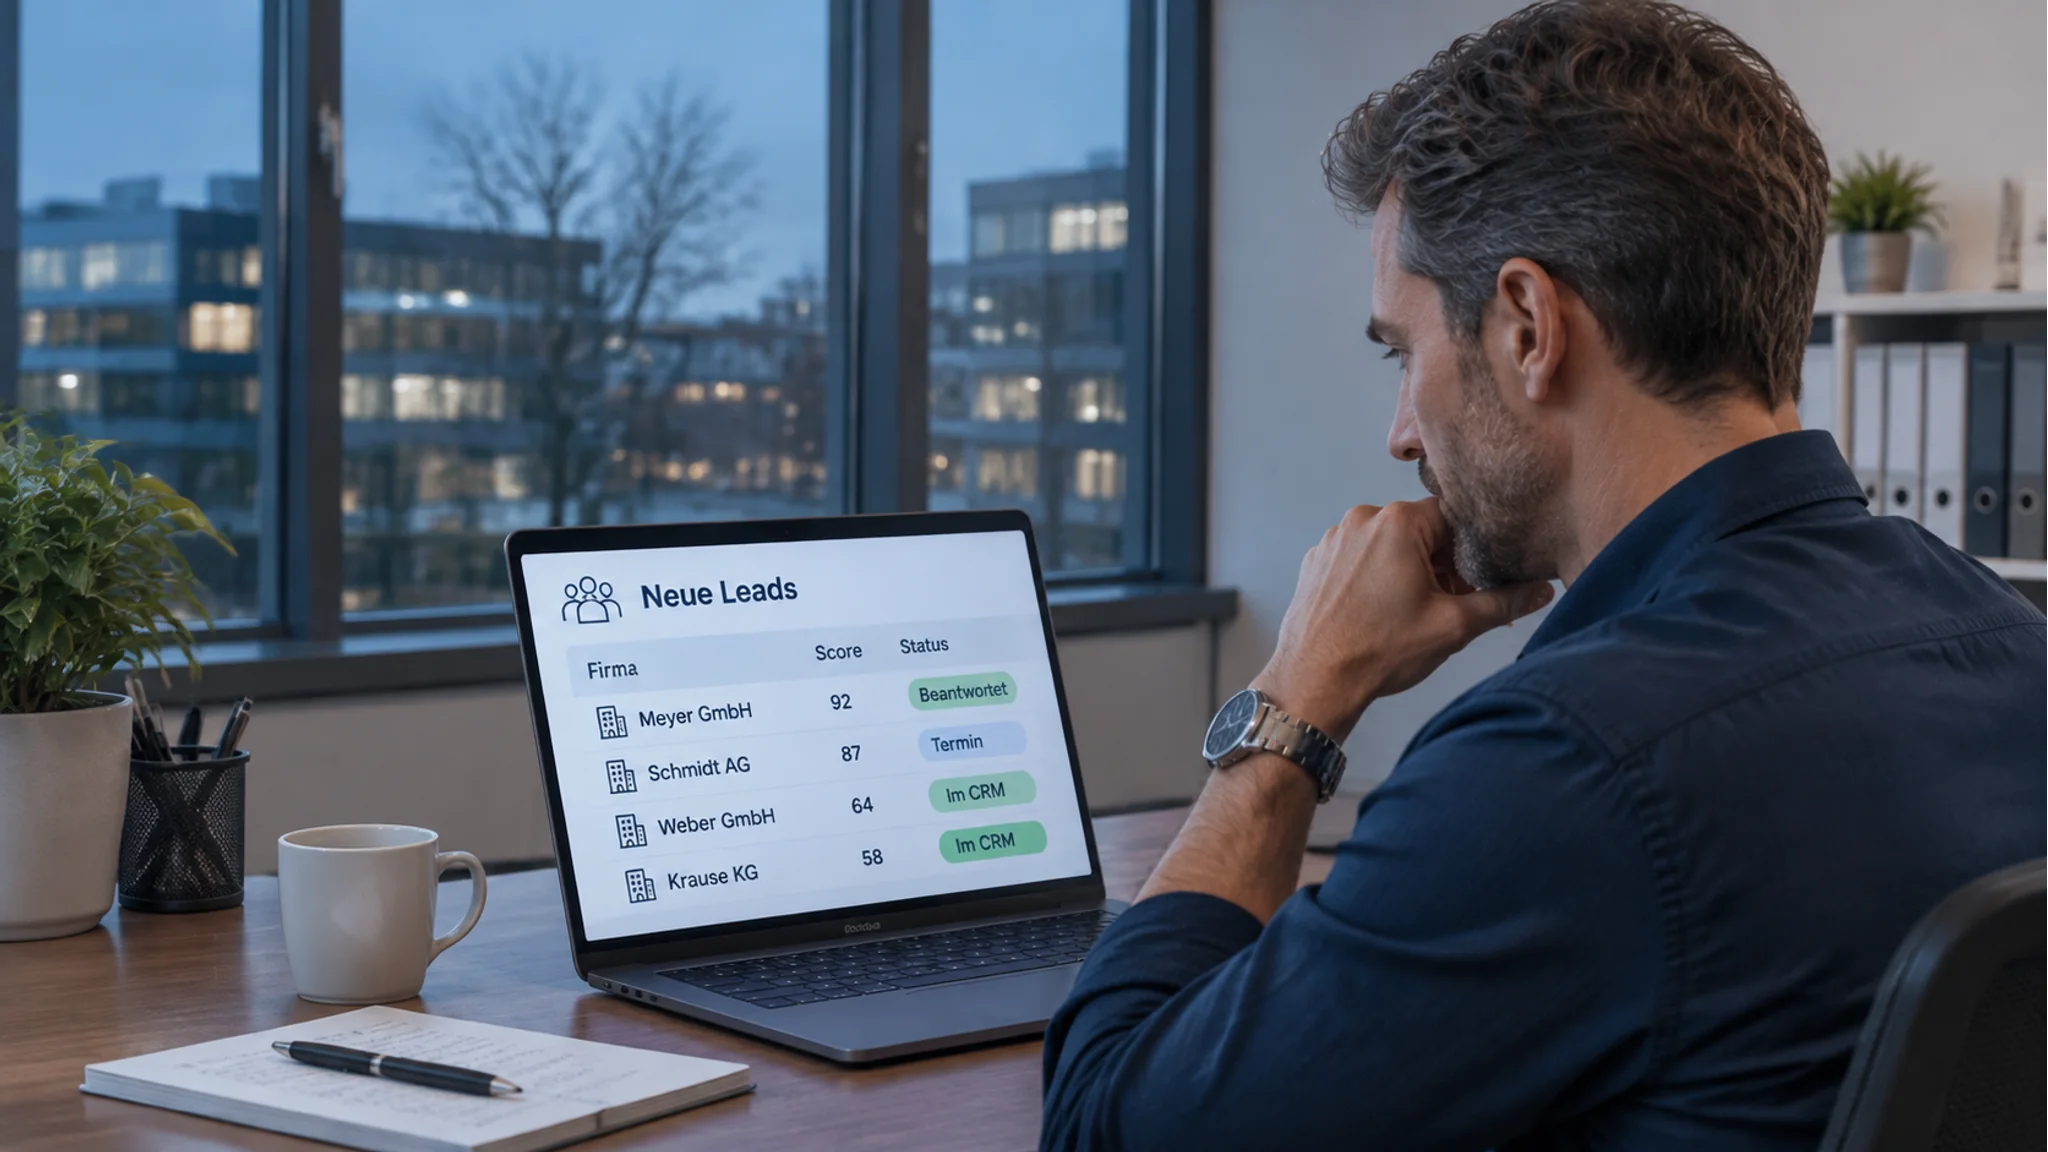 Neue Leads
Firma Score Status
Meyer GmbH 92 Beantwortet
Schmidt AG 87 Termin
Weber GmbH 64 Im CRM
Krause KG 58 Im CRM